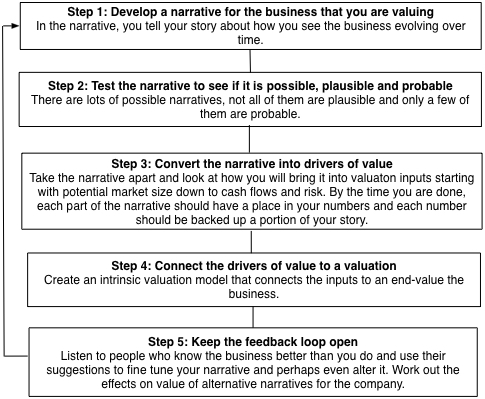 Step 1: Develop a narrative for the business that you are valuing
In the narrative, you tell your story about how you see the business evolving over
time.
Step 2: Test the narrative to see if it is possible, plausible and probable
There are lots of possible narratives, not all of them are plausible and only a few of
them are probable.
Step 3: Convert the narrative into drivers of value
Take the narrative apart and look at how you will bring it into valuaton inputs starting
with potential market size down to cash flows and risk. By the time you are done,
each part of the narrative should have a place in your numbers and each number
should be backed up a portion of your story.
Step 4: Connect the drivers of value to a valuation
Create an intrinsic valuation model that connects the inputs to an end-value the
business.
Step 5: Keep the feedback loop open
Listen to people who know the business better than you do and use their
suggestions to fine tune your narrative and perhaps even alter it. Work out the
effects on value of alternative narratives for the company.